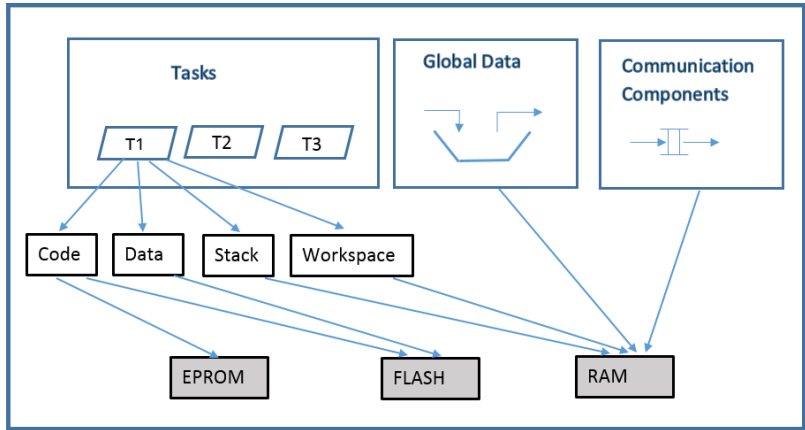 Tasks
Global Data
Communication
Components
T1
T2
T3
Code
Data
Stack
Workspace
EPROM
FLASH
RAM